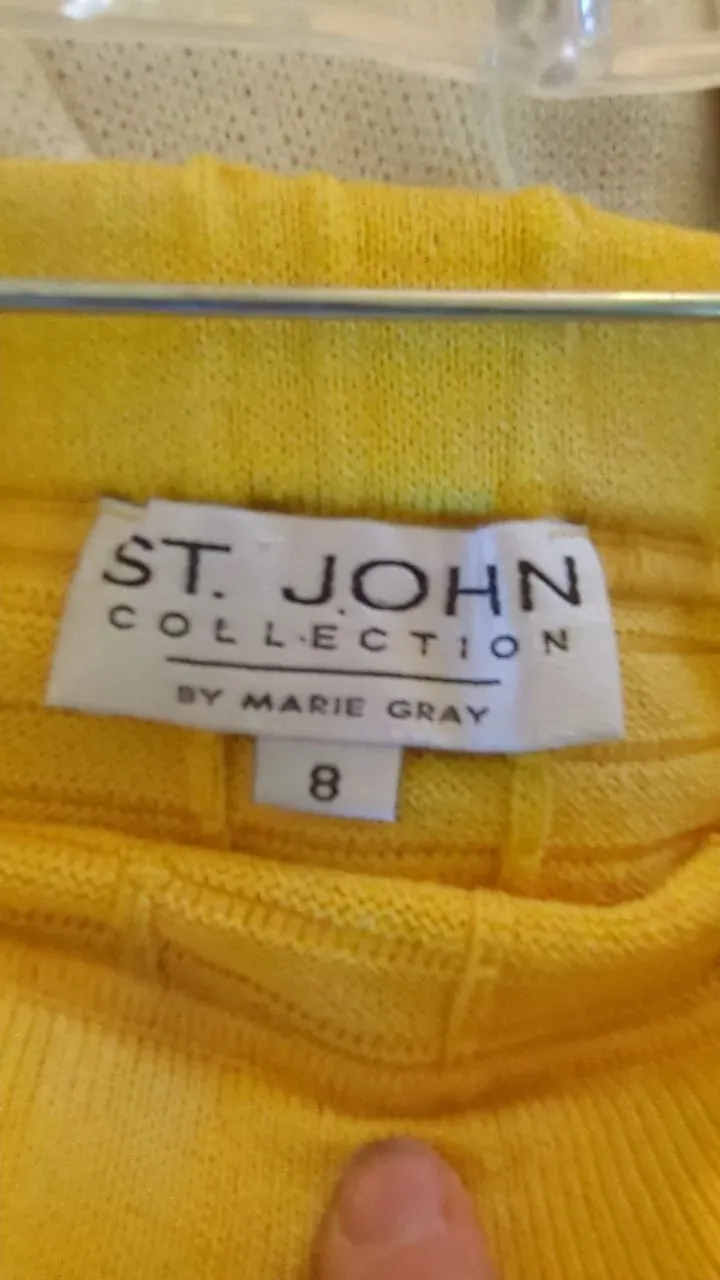 ST. JOHN
COLLECTION
BY MARIE GRAY
8